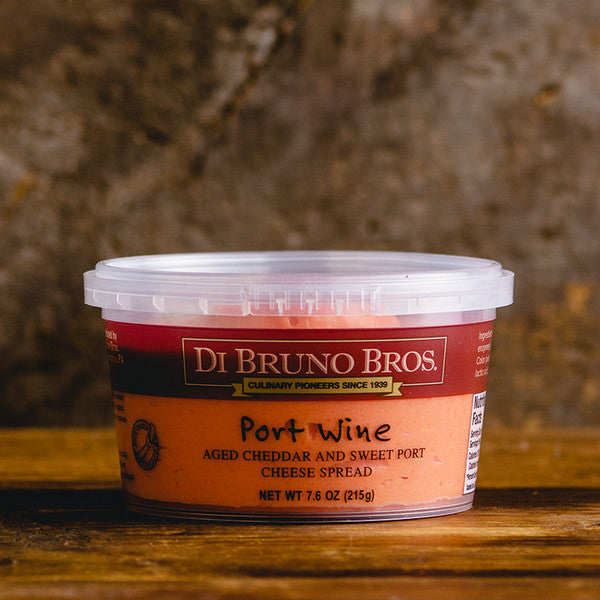 DI BRUNO BROS.
CULINARY PIONEERS SINCE 1939
Port Wine
AGED CHEDDAR AND SWEET PORT
CHEESE SPREAD
NET WT 7.6 OZ (215g)